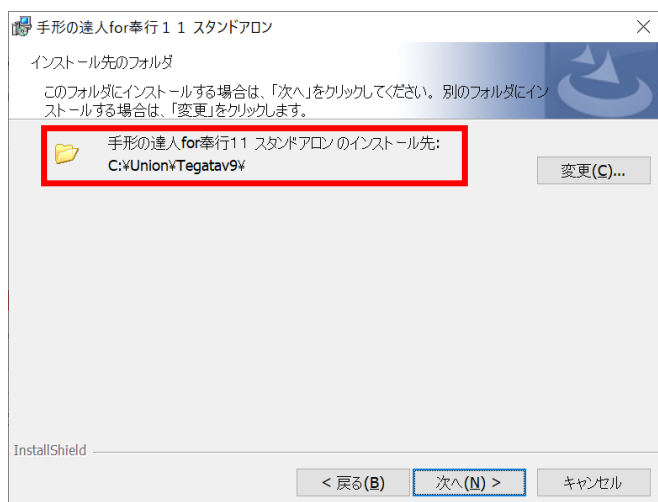 手形の達人for奉行１１ スタンドアロン
インストール先のフォルダ
このフォルダにインストールする場合は、「次へ」をクリックしてください。別のフォルダにイン
ストールする場合は、「変更」をクリックします。
手形の達人for奉行11 スタンドアロン のインストール先:
C:¥Union¥Tegatav9¥
変更(C)...
InstallShield
< 戻る(B)
次へ(N) >
キャンセル